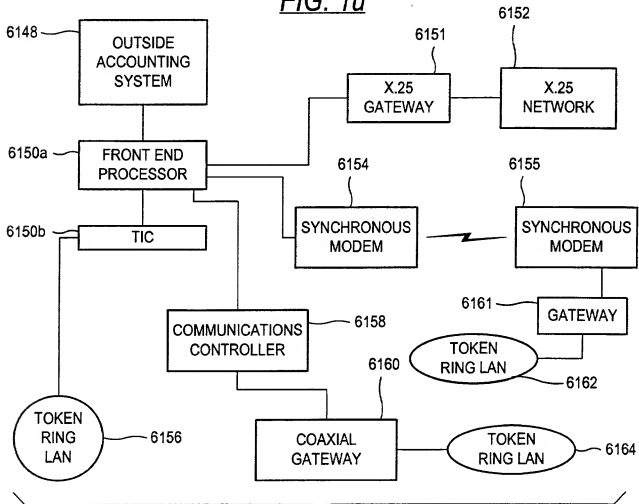 FIG. 1a
6148
OUTSIDE
ACCOUNTING
SYSTEM
6151
6152
X.25
GATEWAY
X.25
NETWORK
6150a
FRONT END
PROCESSOR
6154
6155
6150b
TIC
SYNCHRONOUS
MODEM
SYNCHRONOUS
MODEM
6161
GATEWAY
6158
COMMUNICATIONS
CONTROLLER
TOKEN
RING LAN
6162
6160
TOKEN
RING
LAN
6156
COAXIAL
GATEWAY
TOKEN
RING LAN
6164